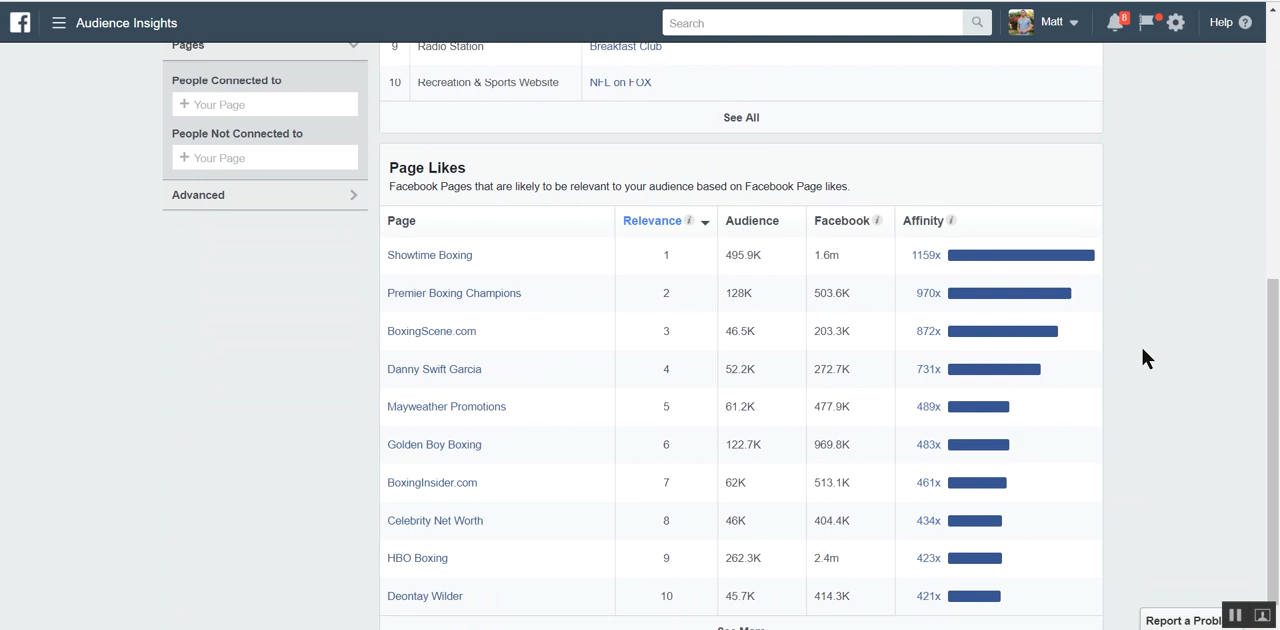 Audience Insights
Search
Matt
8
Help
Pages
People Connected to
+ Your Page
People Not Connected to
+ Your Page
Advanced
9 Radio Station Breakfast Club
10 Recreation & Sports Website NFL on FOX
See All
Page Likes
Facebook Pages that are likely to be relevant to your audience based on Facebook Page likes.
Page Relevance Audience Facebook Affinity
Showtime Boxing 1 495.9K 1.6m 1159x
Premier Boxing Champions 2 128K 503.6K 970x
BoxingScene.com 3 46.5K 203.3K 872x
Danny Swift Garcia 4 52.2K 272.7K 731x
Mayweather Promotions 5 61.2K 477.9K 489x
Golden Boy Boxing 6 122.7K 969.8K 483x
BoxingInsider.com 7 62K 513.1K 461x
Celebrity Net Worth 8 46K 404.4K 434x
HBO Boxing 9 262.3K 2.4m 423x
Deontay Wilder 10 45.7K 414.3K 421x
See More
Report a Probl